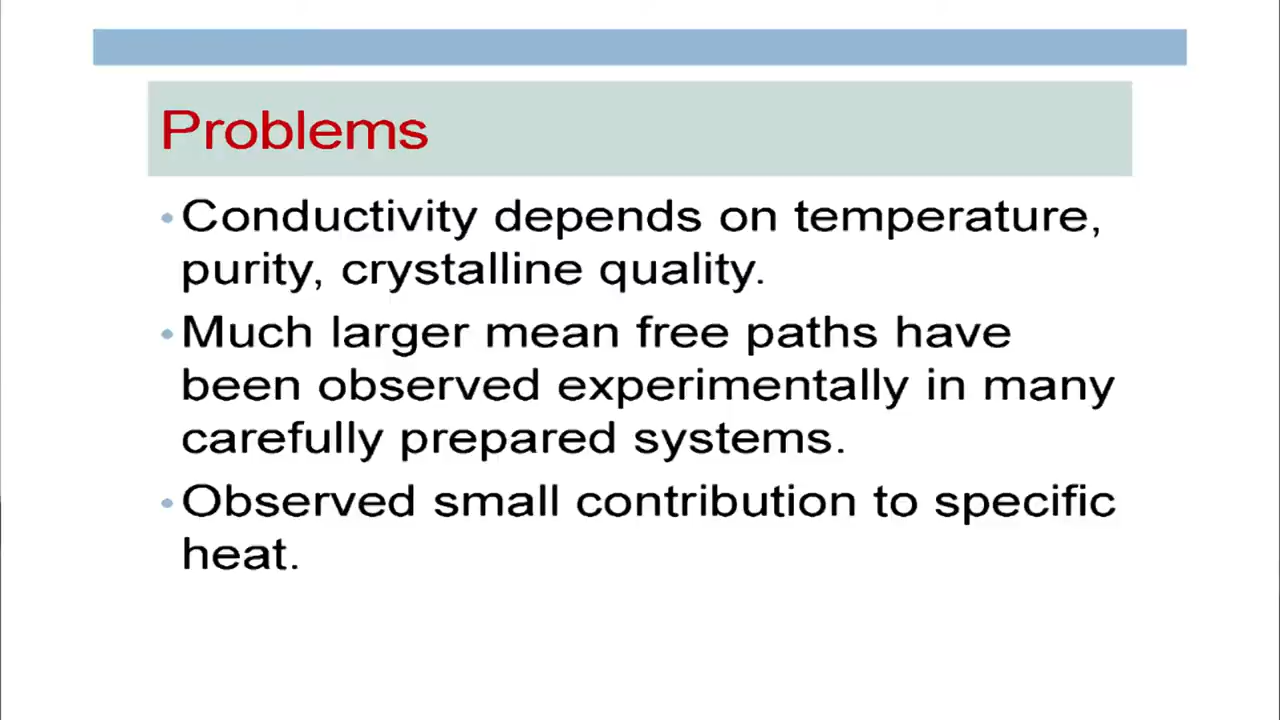 Problems
• Conductivity depends on temperature,
purity, crystalline quality.
• Much larger mean free paths have
been observed experimentally in many
carefully prepared systems.
• Observed small contribution to specific
heat.